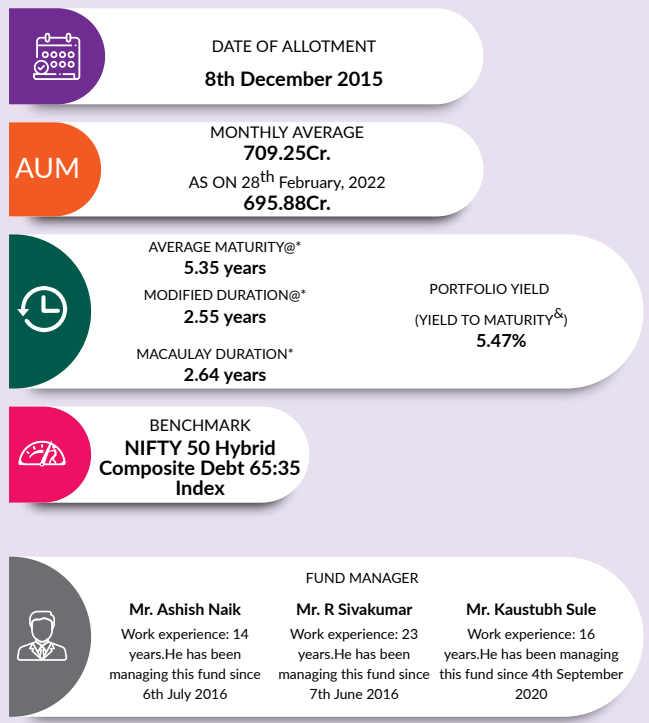 DATE OF ALLOTMENT
8th December 2015
AUM
MONTHLY AVERAGE
709.25Cr.
AS ON 28th February, 2022
695.88Cr.
AVERAGE MATURITY@*
5.35 years
MODIFIED DURATION@*
2.55 years
MACAULAY DURATION*
2.64 years
PORTFOLIO YIELD
(YIELD TO MATURITY&)
5.47%
BENCHMARK
NIFTY 50 Hybrid
Composite Debt 65:35
Index
FUND MANAGER
Mr. Ashish Naik
Work experience: 14
years.He has been
managing this fund since
6th July 2016
Mr. R Sivakumar
Work experience: 23
years.He has been
managing this fund since
7th June 2016
Mr. Kaustubh Sule
Work experience: 16
years.He has been managing
this fund since 4th September
2020